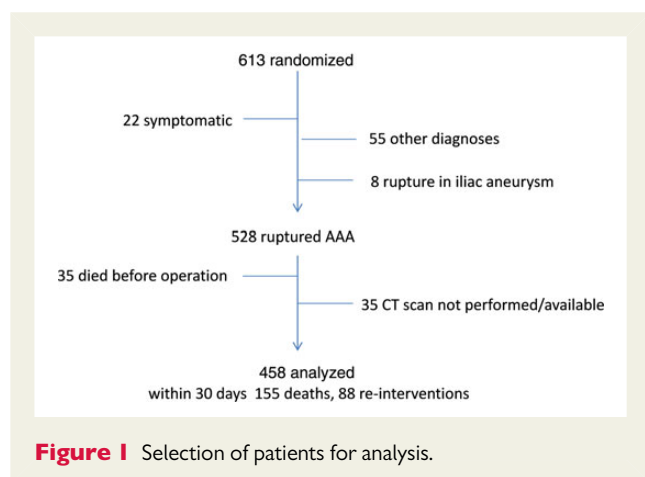 613 randomized
22 symptomatic
55 other diagnoses
8 rupture in iliac aneurysm
528 ruptured AAA
35 died before operation
35 CT scan not performed/available
458 analyzed
within 30 days 155 deaths, 88 re-interventions
Figure 1 Selection of patients for analysis.